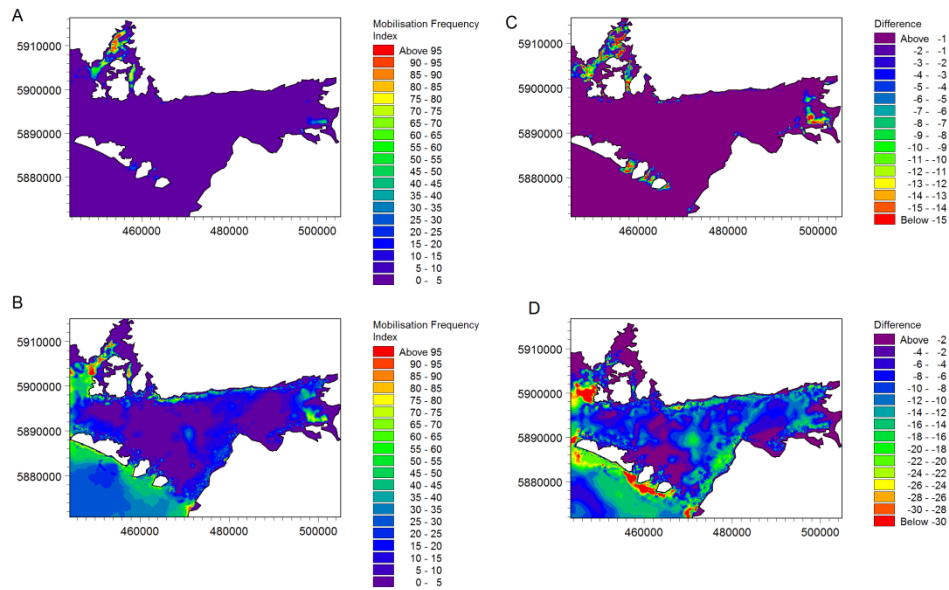 A
Mobilisation Frequency
Index
Above 95
90 - 95
85 - 90
80 - 85
75 - 80
70 - 75
65 - 70
60 - 65
55 - 60
50 - 55
45 - 50
40 - 45
35 - 40
30 - 35
25 - 30
20 - 25
15 - 20
10 - 15
5 - 10
0 - 5
5910000
5900000
5890000
5880000
460000
480000
500000
C
Difference
Above -1
-2 - -1
-3 - -2
-4 - -3
-5 - -4
-6 - -5
-7 - -6
-8 - -7
-9 - -8
-10 - -9
-11 - -10
-12 - -11
-13 - -12
-14 - -13
-15 - -14
Below -15
5910000
5900000
5890000
5880000
460000
480000
500000
B
Mobilisation Frequency
Index
Above 95
90 - 95
85 - 90
80 - 85
75 - 80
70 - 75
65 - 70
60 - 65
55 - 60
50 - 55
45 - 50
40 - 45
35 - 40
30 - 35
25 - 30
20 - 25
15 - 20
10 - 15
5 - 10
0 - 5
5910000
5900000
5890000
5880000
460000
480000
500000
D
Difference
Above -2
-4 - -2
-6 - -4
-8 - -6
-10 - -8
-12 - -10
-14 - -12
-16 - -14
-18 - -16
-20 - -18
-22 - -20
-24 - -22
-26 - -24
-28 - -26
-30 - -28
Below -30
5910000
5900000
5890000
5880000
460000
480000
500000